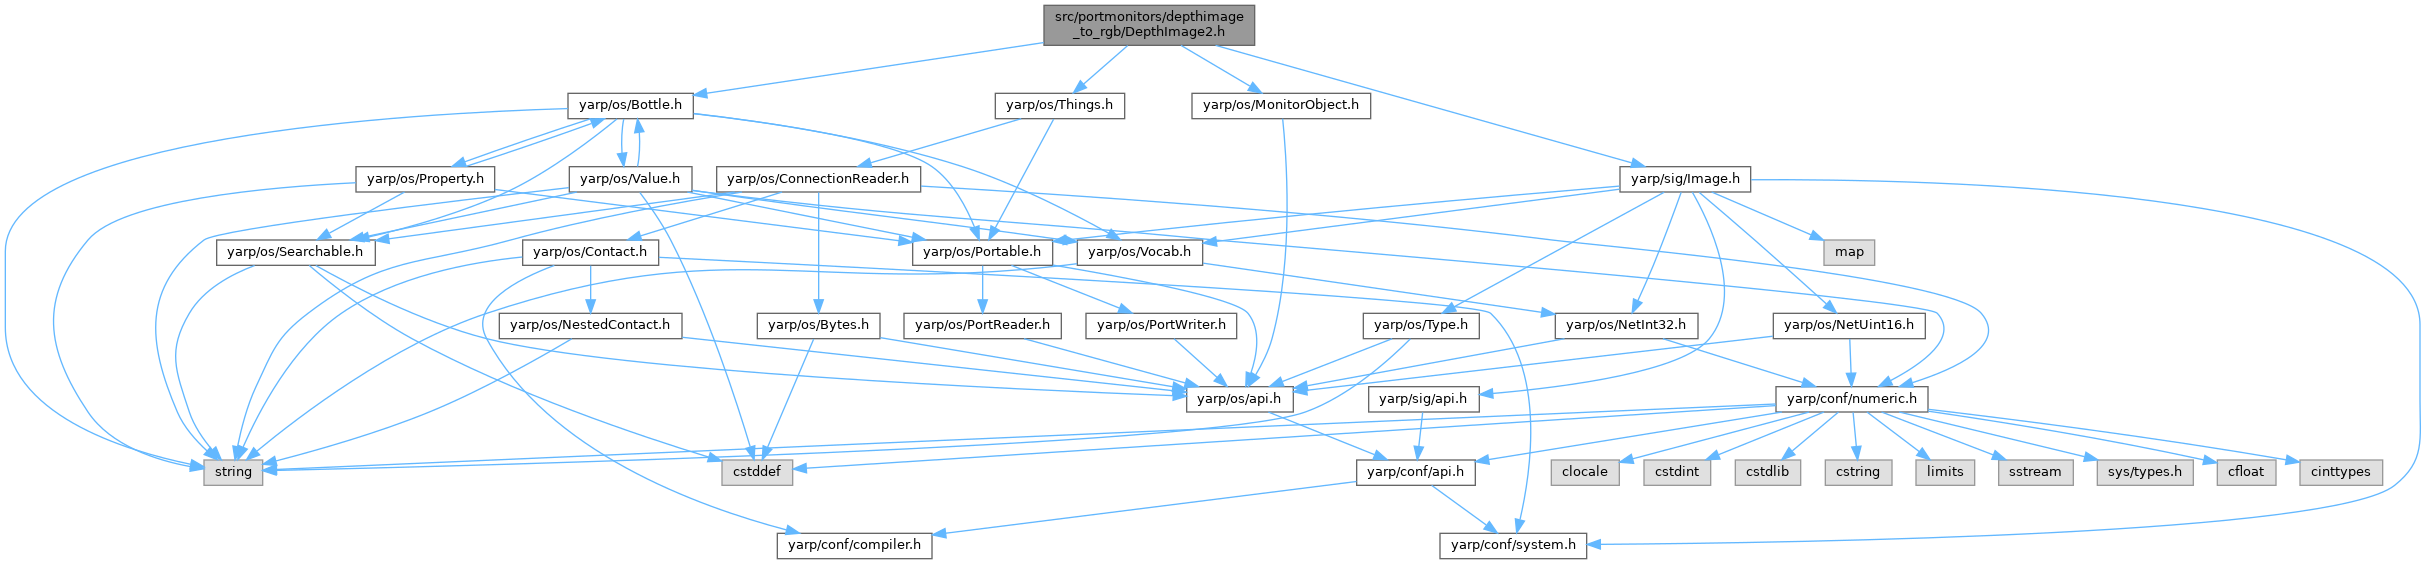 src/portmonitors/depthimage
_to_rgb/DepthImage2.h
yarp/os/Bottle.h
yarp/os/Things.h
yarp/os/MonitorObject.h
yarp/os/Property.h
yarp/os/Value.h
yarp/os/ConnectionReader.h
yarp/sig/Image.h
yarp/os/Searchable.h
yarp/os/Contact.h
yarp/os/Portable.h
yarp/os/Vocab.h
map
yarp/os/NestedContact.h
yarp/os/Bytes.h
yarp/os/PortReader.h
yarp/os/PortWriter.h
yarp/os/Type.h
yarp/os/NetInt32.h
yarp/os/NetUint16.h
yarp/os/api.h
yarp/sig/api.h
yarp/conf/numeric.h
string
cstddef
yarp/conf/api.h
clocale
cstdint
cstdlib
cstring
limits
sstream
sys/types.h
cfloat
cinttypes
yarp/conf/compiler.h
yarp/conf/system.h